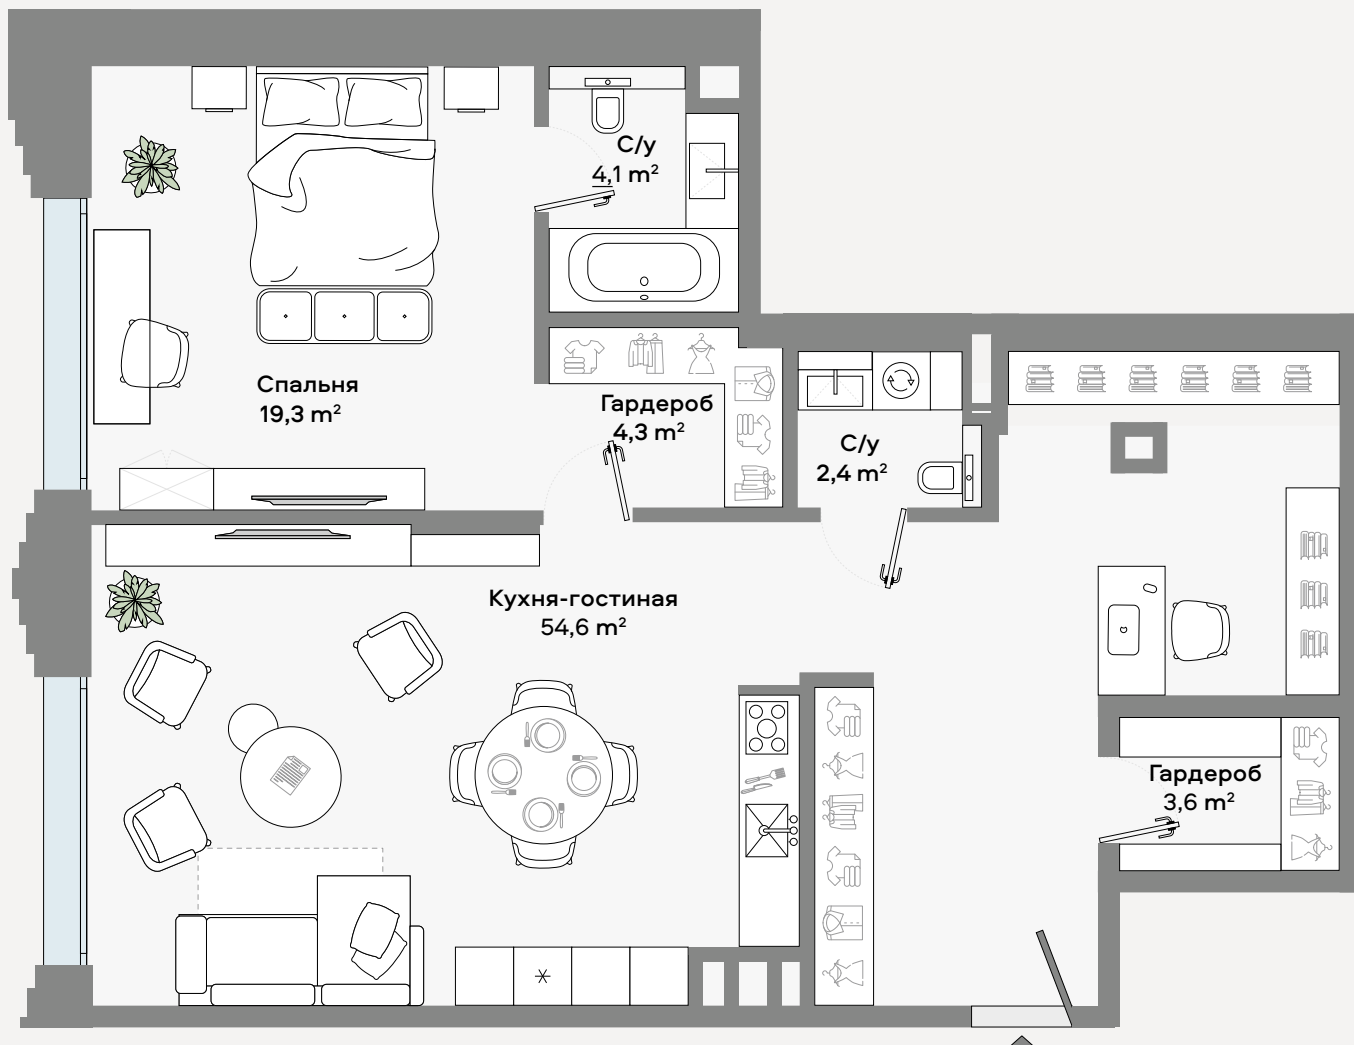 С/у
4,1 m²
Спальня
19,3 m²
Гардероб
4,3 m²
С/у
2,4 m²
Кухня-гостиная
54,6 m²
Гардероб
3,6 m²